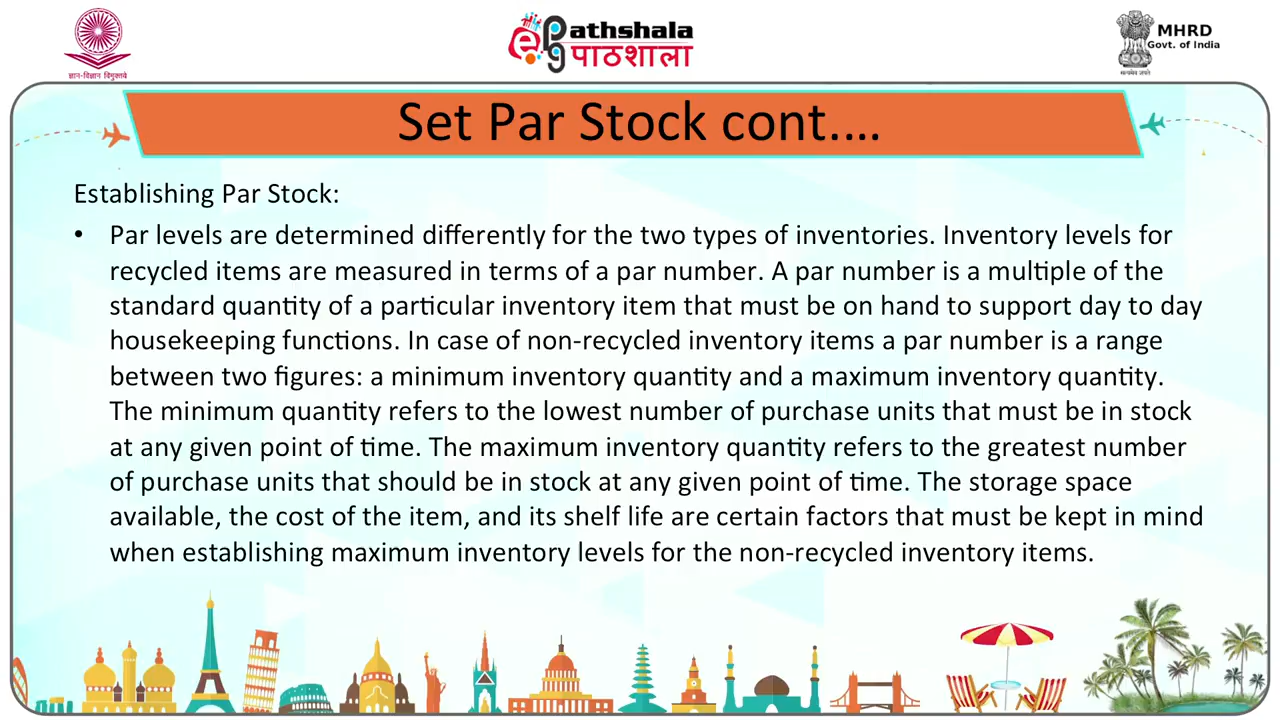 ज्ञान-विज्ञान विमुक्तये
athshala
पाठशाला
MHRD
Govt. of India
सत्यमेव जयते
Set Par Stock cont.…
Establishing Par Stock:
• Par levels are determined differently for the two types of inventories. Inventory levels for
recycled items are measured in terms of a par number. A par number is a multiple of the
standard quantity of a particular inventory item that must be on hand to support day to day
housekeeping functions. In case of non-recycled inventory items a par number is a range
between two figures: a minimum inventory quantity and a maximum inventory quantity.
The minimum quantity refers to the lowest number of purchase units that must be in stock
at any given point of time. The maximum inventory quantity refers to the greatest number
of purchase units that should be in stock at any given point of time. The storage space
available, the cost of the item, and its shelf life are certain factors that must be kept in mind
when establishing maximum inventory levels for the non-recycled inventory items.